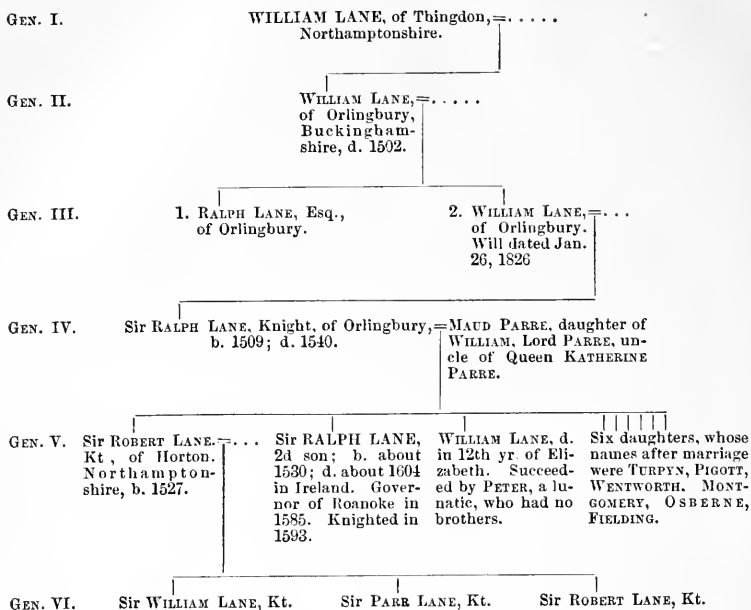 GEN. I. WILLIAM LANE, of Thingdon,=.....
Northamptonshire.
GEN. II. WILLIAM LANE,=.....
of Orlingbury,
Buckingham-
shire, d. 1502.
GEN. III. 1. RALPH LANE, Esq.,
of Orlingbury.
2. WILLIAM LANE,=...
of Orlingbury.
Will dated Jan.
26, 1826
GEN. IV. Sir RALPH LANE, Knight, of Orlingbury,=
b. 1509; d. 1540.
MAUD PARRE, daughter of
WILLIAM, Lord PARRE, un-
cle of Queen KATHERINE
PARRE.
GEN. V. Sir ROBERT LANE.=...
Kt, of Horton.
Northampton-
shire, b. 1527.
Sir RALPH LANE,
2d son; b. about
1530; d. about 1604
in Ireland. Gover-
nor of Roanoke in
1585. Knighted in
1593.
WILLIAM LANE, d.
in 12th yr. of Eli-
zabeth. Succeed-
ed by PETER, a lu-
natic, who had no
brothers.
Six daughters, whose
names after marriage
were TURPYN, PIGOTT,
WENTWORTH. MONT-
GOMERY, OSBERNE,
FIELDING.
GEN. VI. Sir WILLIAM LANE, Kt. Sir PARR LANE, Kt. Sir ROBERT LANE, Kt.